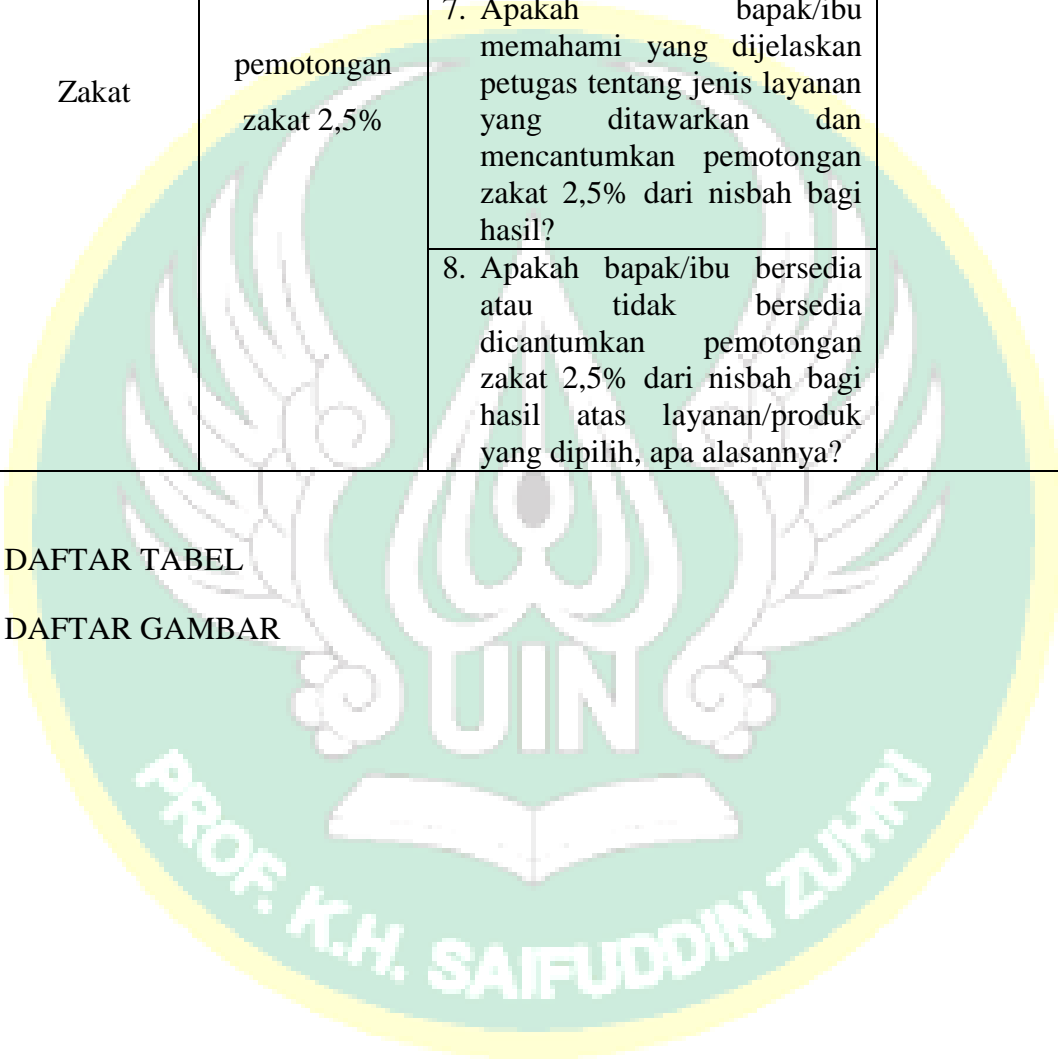 Zakat
pemotongan
zakat 2,5%
7. Apakah bapak/ibu
memahami yang dijelaskan
petugas tentang jenis layanan
yang ditawarkan dan
mencantumkan pemotongan
zakat 2,5% dari nisbah bagi
hasil?
8. Apakah bapak/ibu bersedia
atau tidak bersedia
dicantumkan pemotongan
zakat 2,5% dari nisbah bagi
hasil atas layanan/produk
yang dipilih, apa alasannya?
DAFTAR TABEL
DAFTAR GAMBAR
UIN
PROF. K.H. SAIFUDDIN ZUHRI